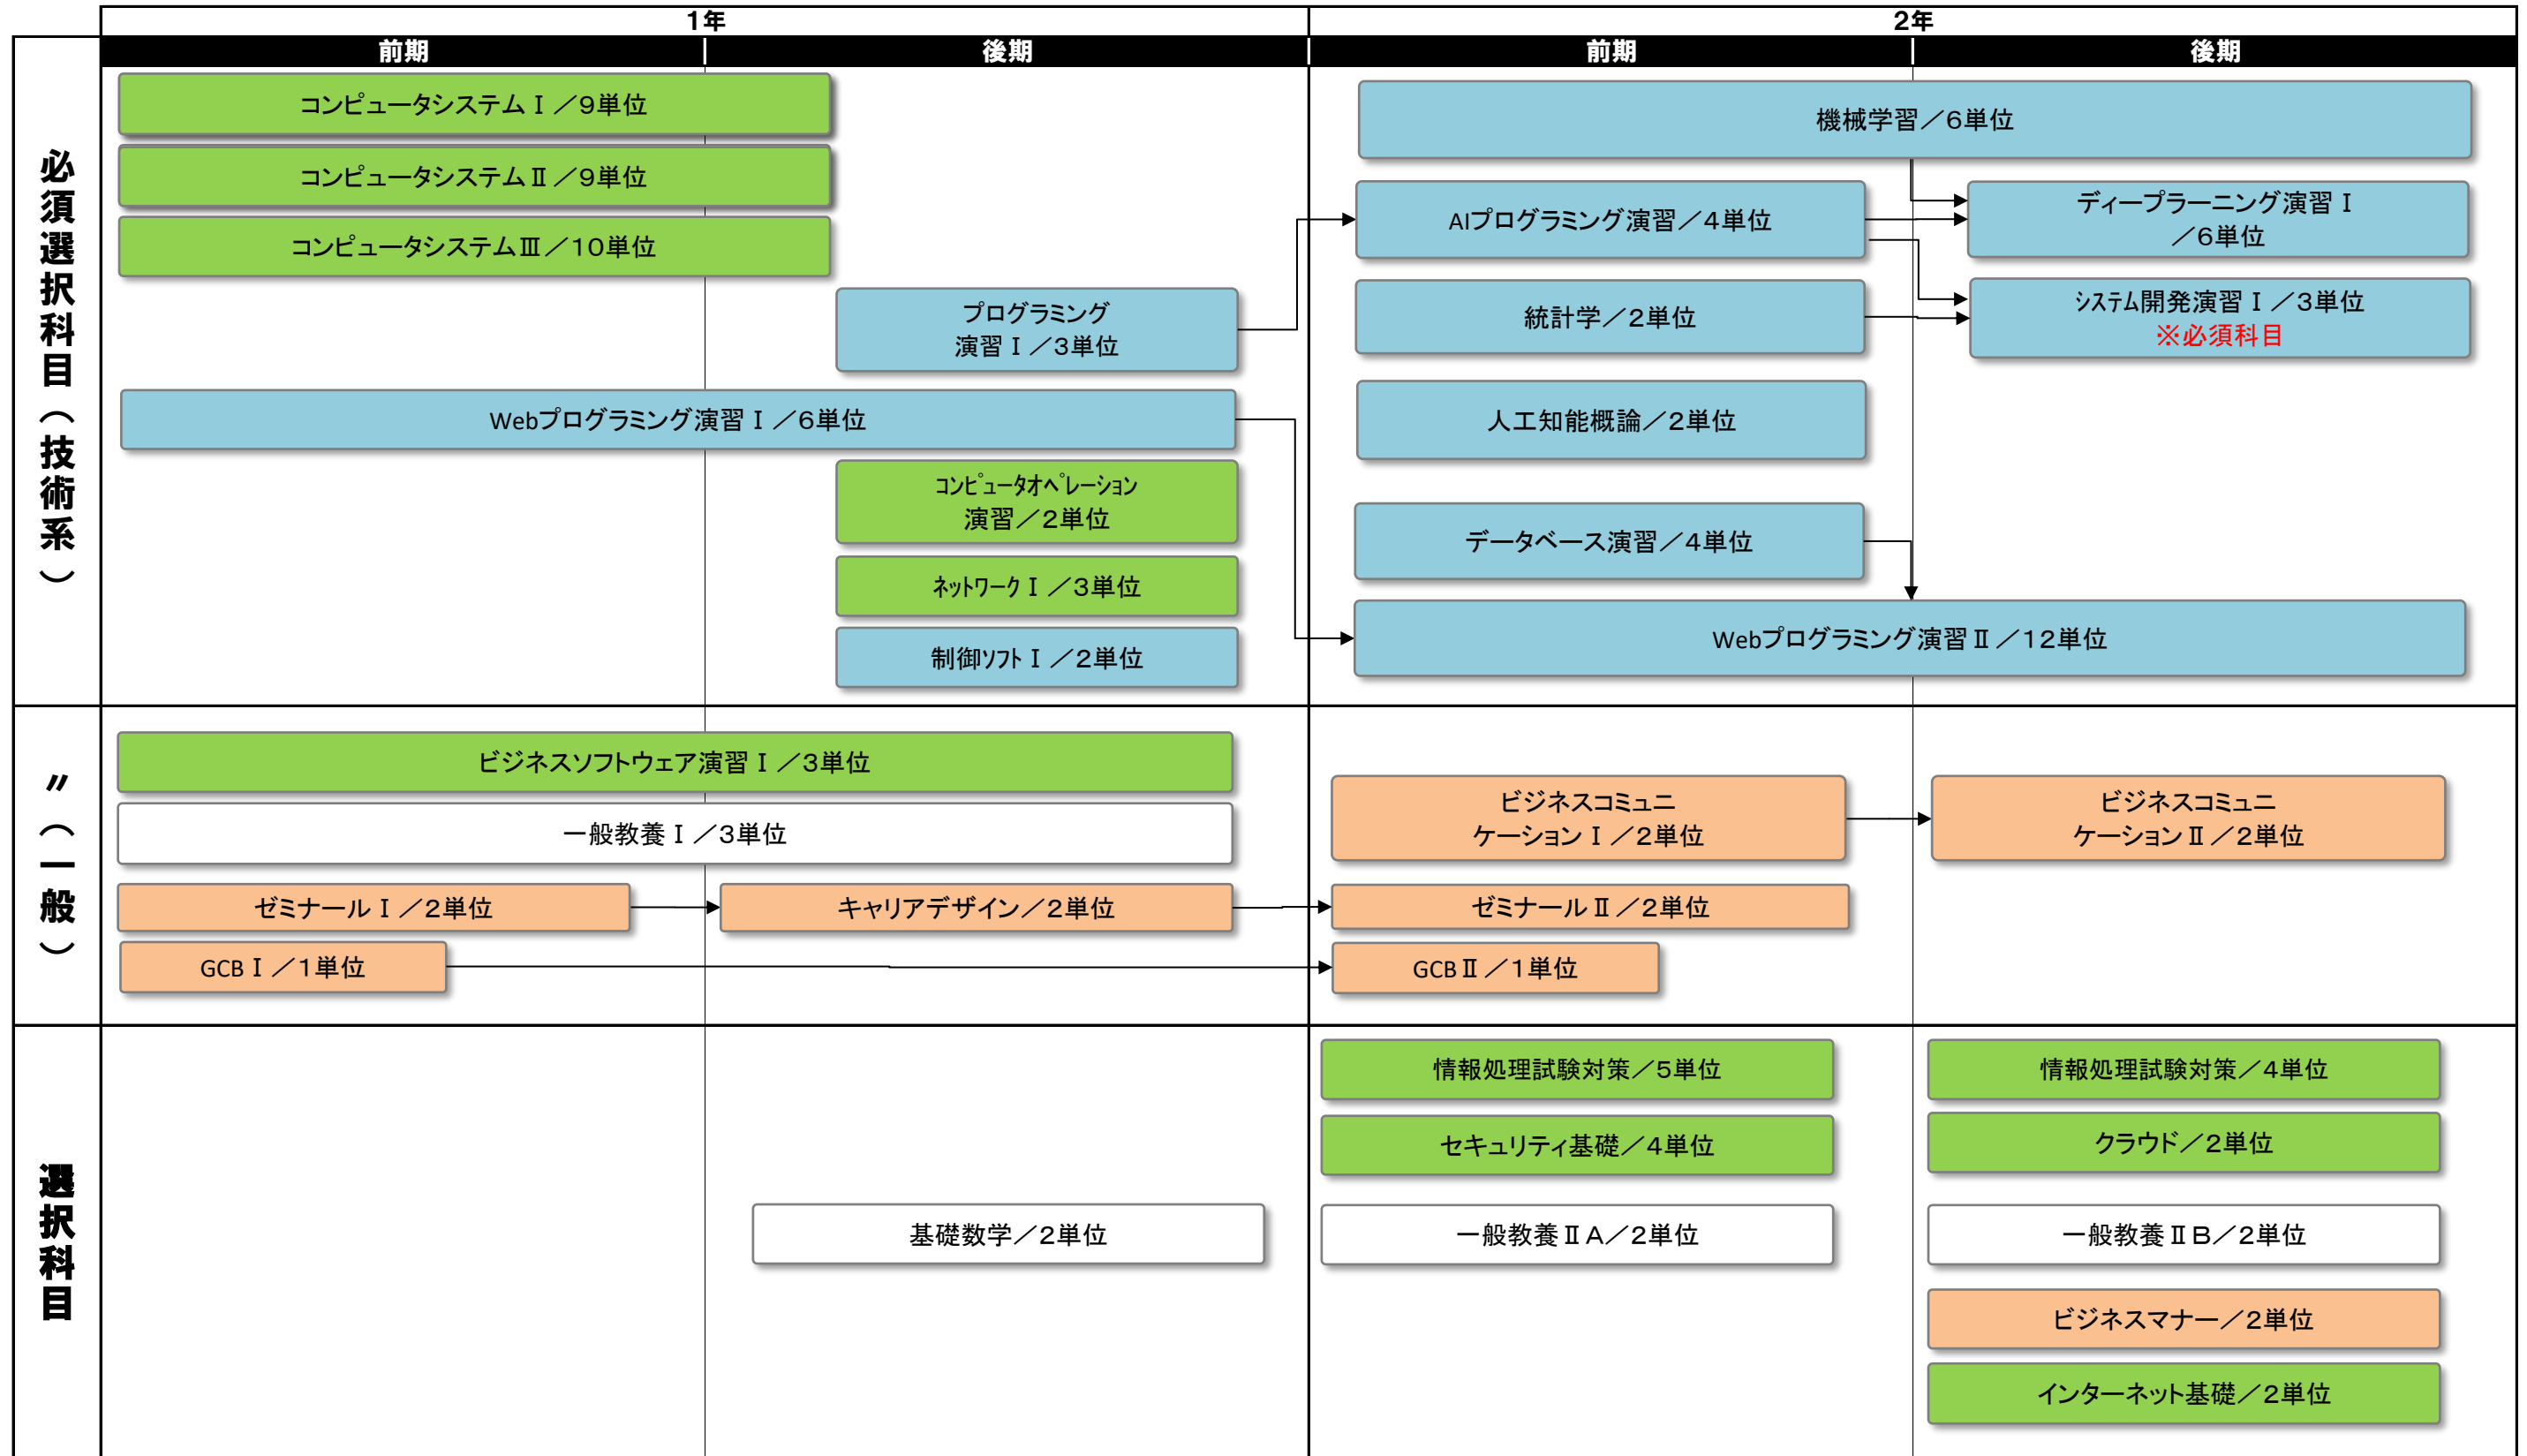 1年
2年
前期
後期
前期
後期
必須選択科目(技術系)
コンピュータシステムⅠ/9単位
コンピュータシステムⅡ/9単位
コンピュータシステムⅢ/10単位
プログラミング
演習Ⅰ/3単位
Webプログラミング演習Ⅰ/6単位
コンピュータオペレーション
演習/2単位
ネットワークⅠ/3単位
制御ソフトⅠ/2単位
機械学習/6単位
AIプログラミング演習/4単位
ディープラーニング演習Ⅰ
/6単位
統計学/2単位
システム開発演習Ⅰ/3単位
※必須科目
人工知能概論/2単位
データベース演習/4単位
Webプログラミング演習Ⅱ/12単位
〃(一般)
ビジネスソフトウェア演習Ⅰ/3単位
一般教養Ⅰ/3単位
ゼミナールⅠ/2単位
キャリアデザイン/2単位
GCBⅠ/1単位
ビジネスコミュニ
ケーションⅠ/2単位
ビジネスコミュニ
ケーションⅡ/2単位
ゼミナールⅡ/2単位
GCBⅡ/1単位
選択科目
基礎数学/2単位
情報処理試験対策/5単位
情報処理試験対策/4単位
セキュリティ基礎/4単位
クラウド/2単位
一般教養ⅡA/2単位
一般教養ⅡB/2単位
ビジネスマナー/2単位
インターネット基礎/2単位